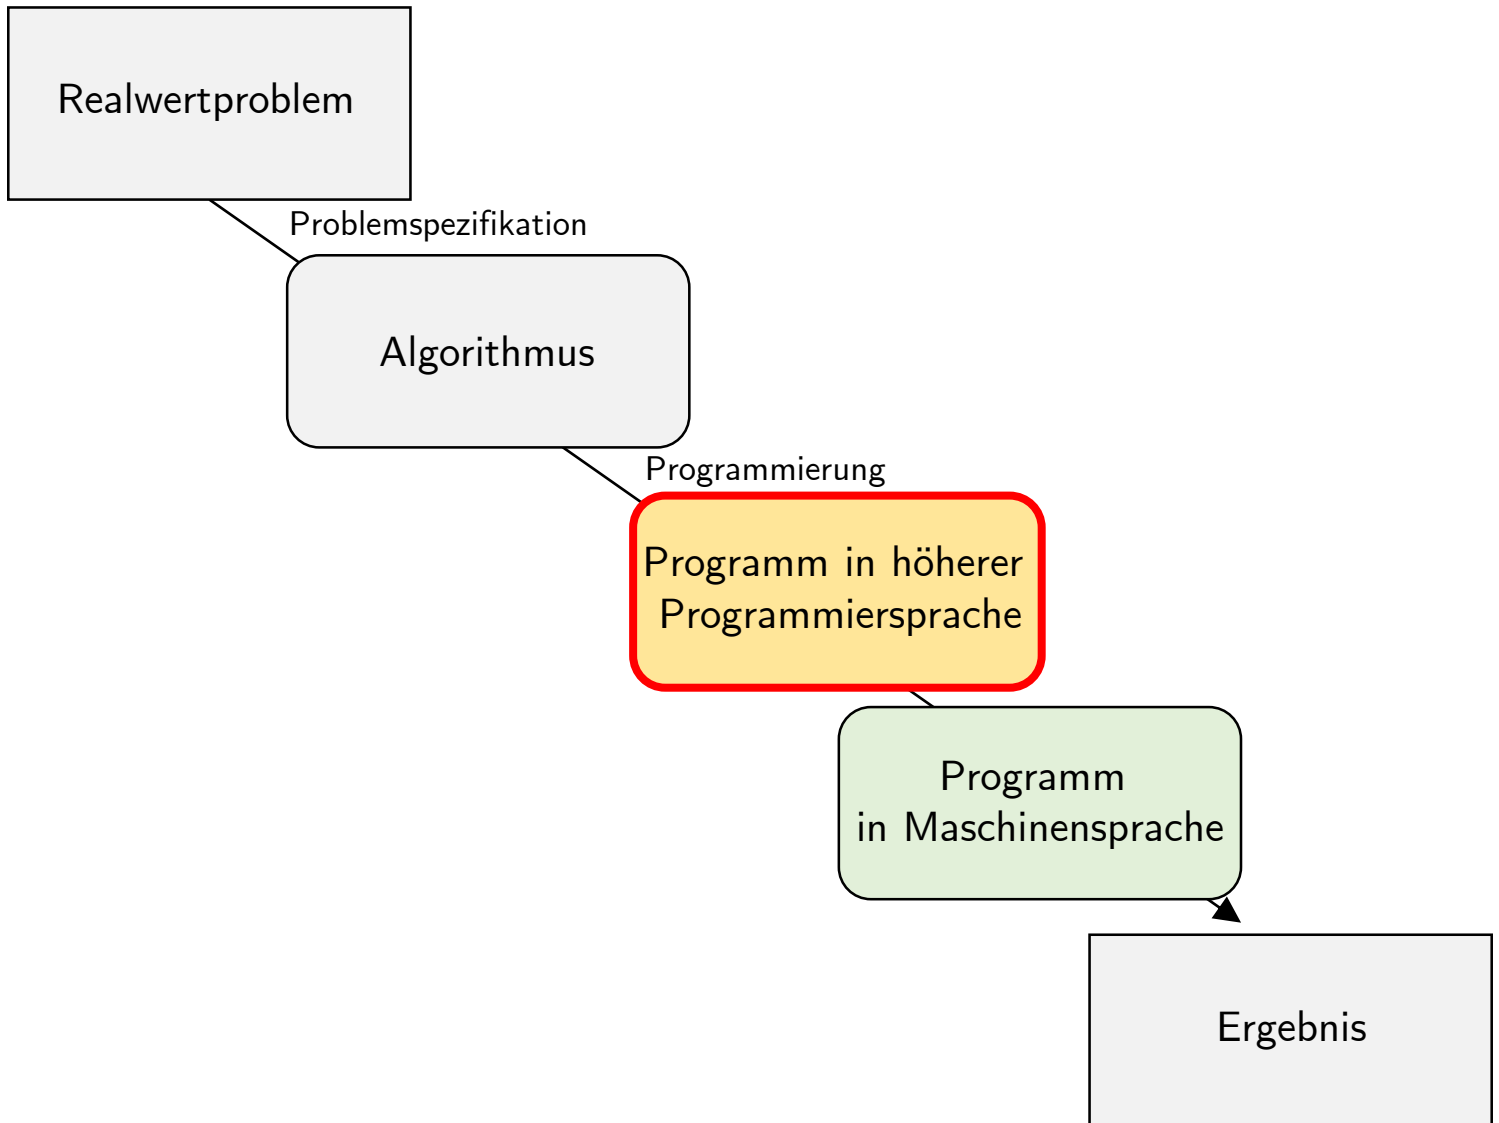 Realwertproblem
Problemspezifikation
Algorithmus
Programmierung
Programm in höherer
Programmiersprache
Programm
in Maschinensprache
Ergebnis